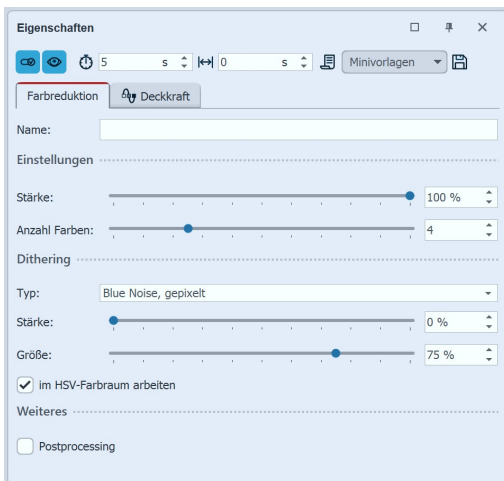 Eigenschaften
5 s 0 s Minivorlagen
Farbreduktion Deckkraft
Name:
Einstellungen
Stärke: 100 %
Anzahl Farben: 4
Dithering
Typ: Blue Noise, gepixelt
Stärke: 0 %
Größe: 75 %
im HSV-Farbraum arbeiten
Weiteres
Postprocessing